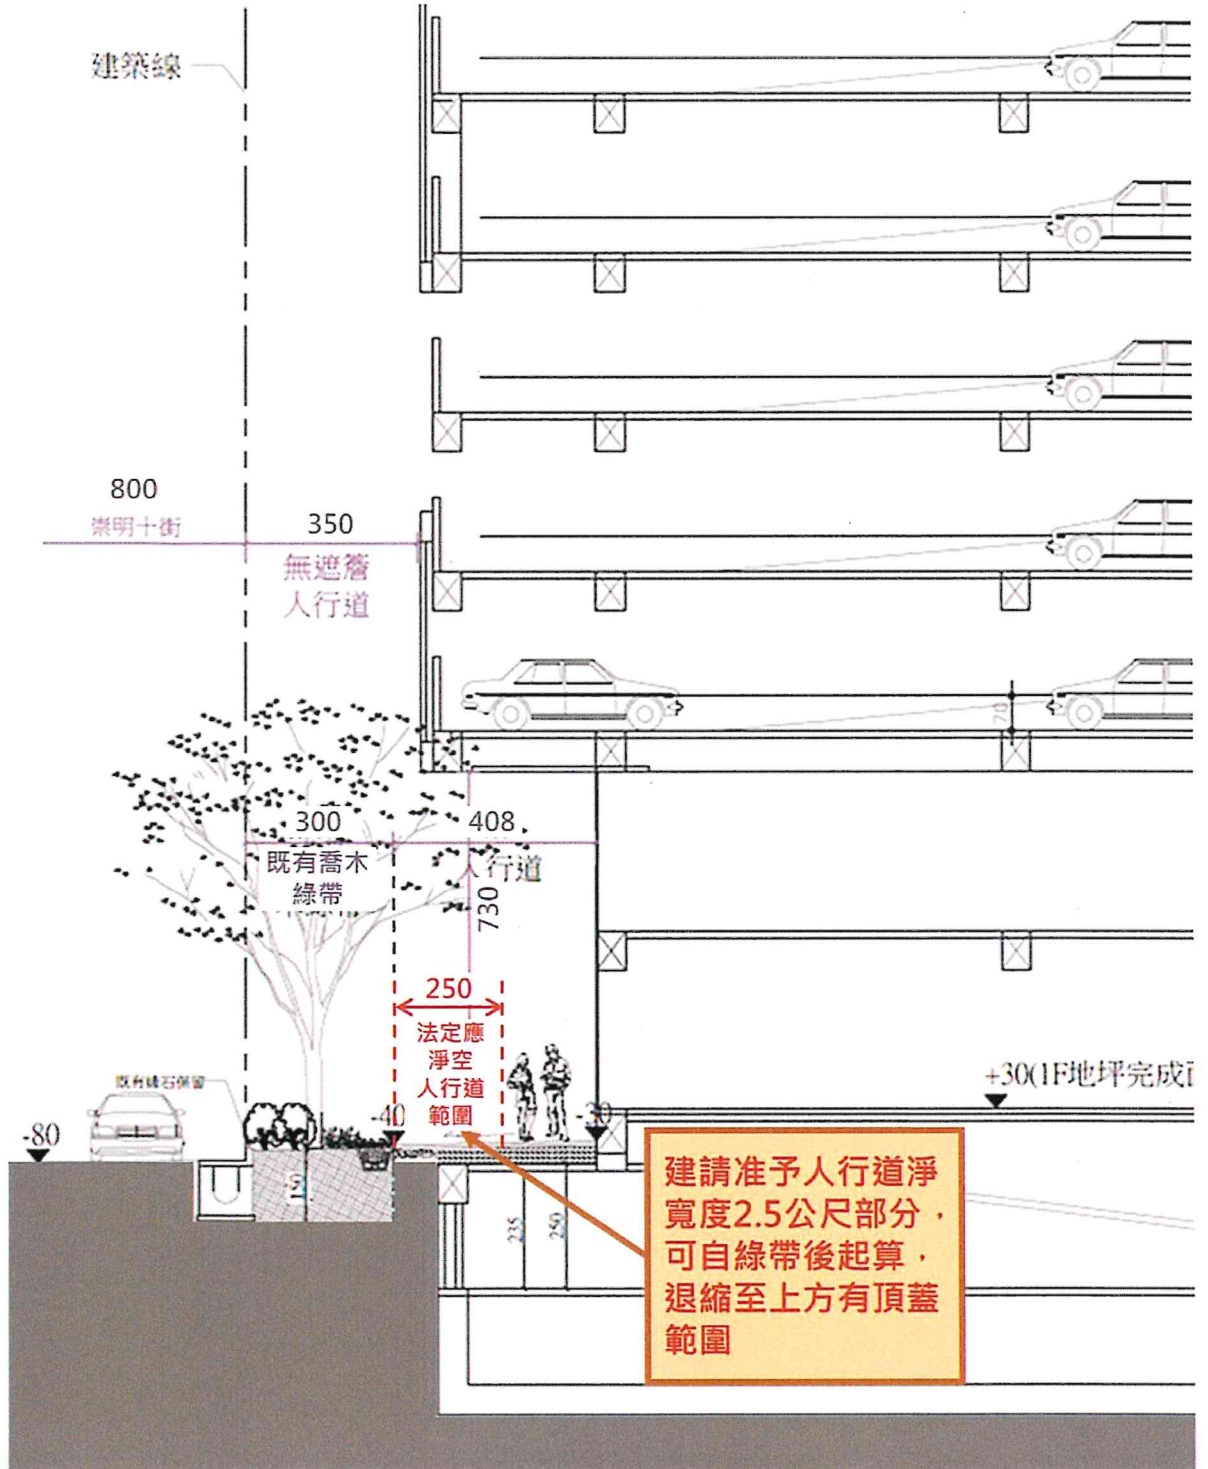 建築線
800
崇明十街
350
無遮簷
人行道
70
300
408
既有喬木
綠帶
人行道
730
250
法定應
淨空
人行道
範圍
既有緣石保留
+30(1F地坪完成面
-80
-40
-30
150
235
250
建請准予人行道淨
寬度2.5公尺部分，
可自綠帶後起算，
退縮至上方有頂蓋
範圍